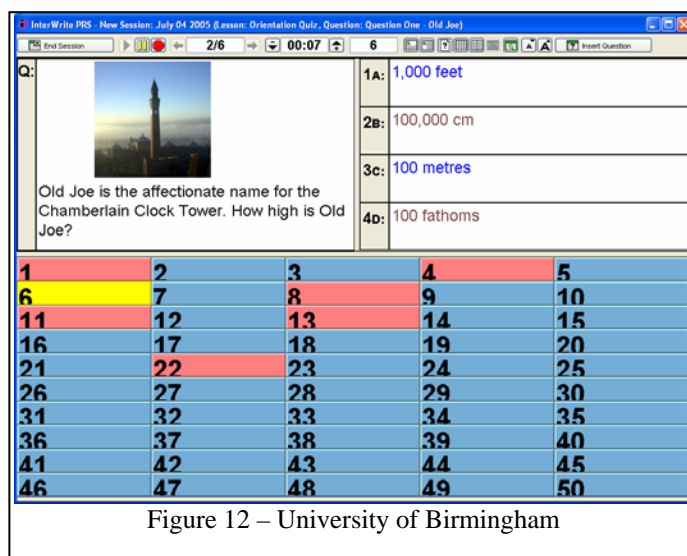 InterWrite PRS - New Session: July 04 2005 (Lesson: Orientation Quiz, Question: Question One - Old Joe)
End Session 2/6 00:07 6 Insert Question
Q:
Old Joe is the affectionate name for the
Chamberlain Clock Tower. How high is Old
Joe?
1A: 1,000 feet
2B: 100,000 cm
3C: 100 metres
4D: 100 fathoms
1 2 3 4 5
6 7 8 9 10
11 12 13 14 15
16 17 18 19 20
21 22 23 24 25
26 27 28 29 30
31 32 33 34 35
36 37 38 39 40
41 42 43 44 45
46 47 48 49 50
Figure 12 – University of Birmingham